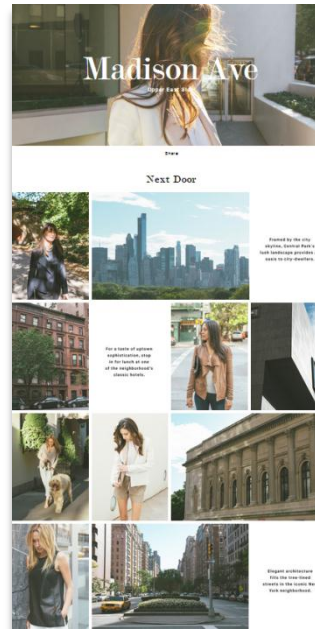 Madison Ave
Upper East Side
Share
Next Door
Framed by the city
skyline, Central Park's
lush landscape provides
oasis to city-dwellers.
For a taste of uptown
sophistication, stop
in for lunch at one
of the neighborhood's
classic hotels.
Elegant architecture
fills the tree-lined
streets in the iconic
York neighborhood.